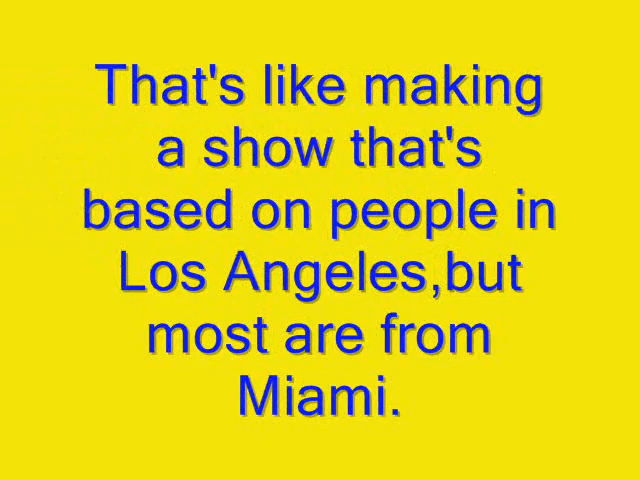 That's like making
a show that's
based on people in
Los Angeles,but
most are from
Miami.